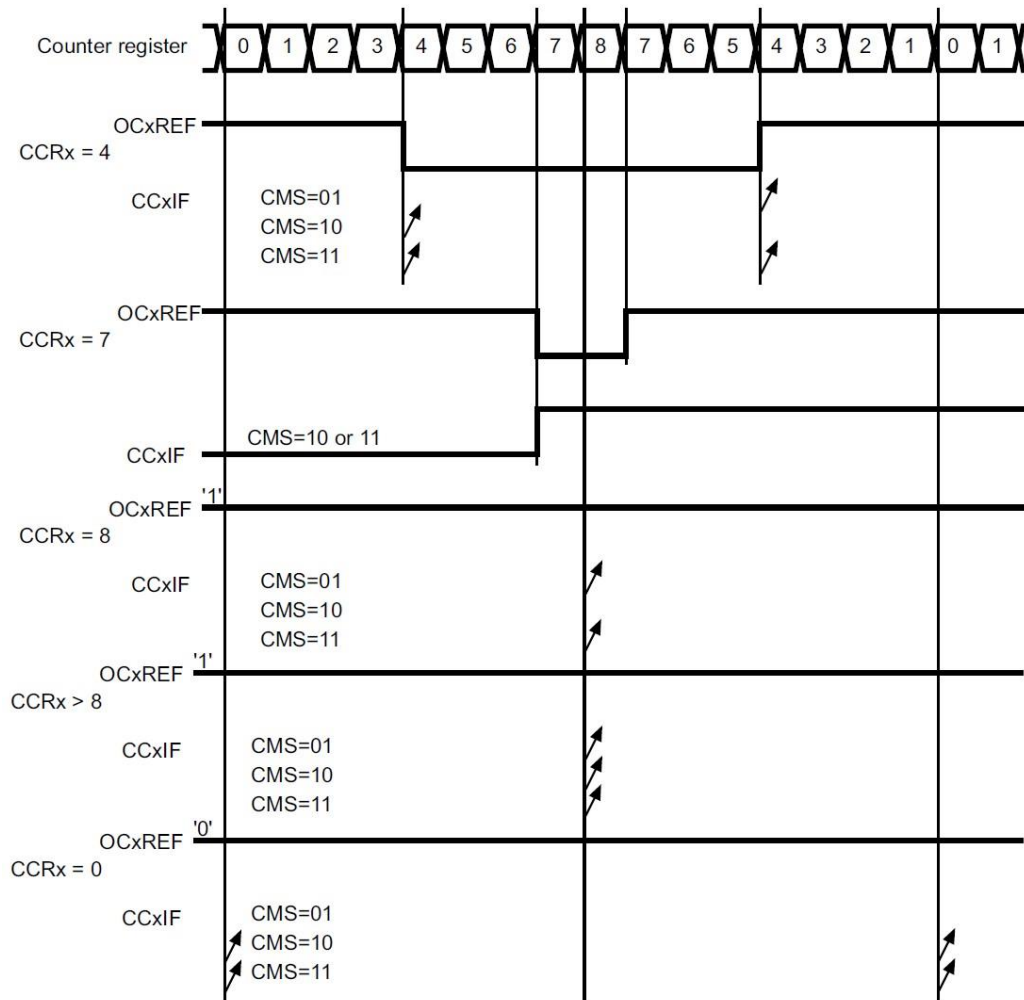 Counter register 0 1 2 3 4 5 6 7 8 7 6 5 4 3 2 1 0 1
OCxREF
CCRx = 4
CCxIF CMS=01
CMS=10
CMS=11
OCxREF
CCRx = 7
CMS=10 or 11
CCxIF
'1'
OCxREF
CCRx = 8
CCxIF CMS=01
CMS=10
CMS=11
'1'
OCxREF
CCRx > 8
CCxIF CMS=01
CMS=10
CMS=11
'0'
OCxREF
CCRx = 0
CCxIF CMS=01
CMS=10
CMS=11